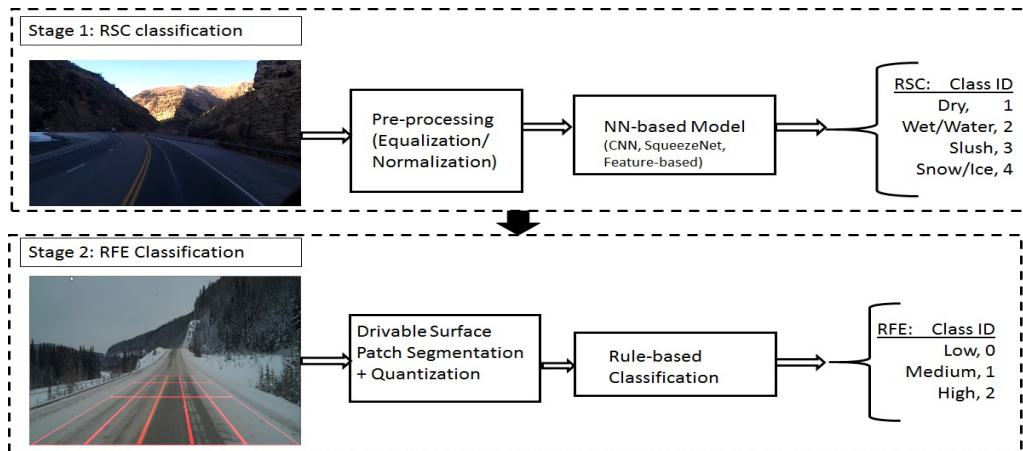 Stage 1: RSC classification
Pre-processing
(Equalization/
Normalization)
NN-based Model
(CNN, SqueezeNet,
Feature-based)
RSC: Class ID
Dry, 1
Wet/Water, 2
Slush, 3
Snow/Ice, 4
Stage 2: RFE Classification
Drivable Surface
Patch Segmentation
+ Quantization
Rule-based
Classification
RFE: Class ID
Low, 0
Medium, 1
High, 2